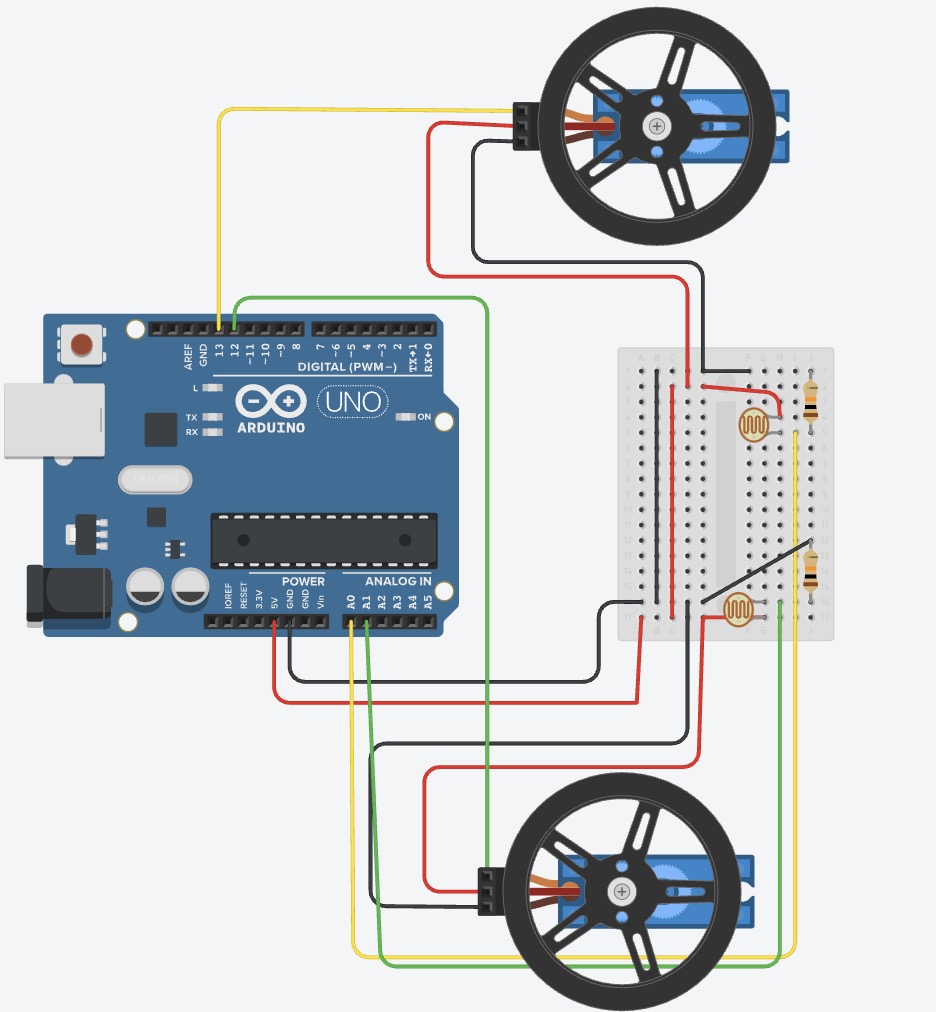 AREF
GND
13
12
~11
~10
~9
8
7
~6
~5
4
~3
2
TX→1
RX←0
DIGITAL (PWM~)
L
TX
RX
UNO
ON
ARDUINO
POWER
ANALOG IN
IOREF
RESET
3.3V
5V
GND
GND
Vin
A0
A1
A2
A3
A4
A5